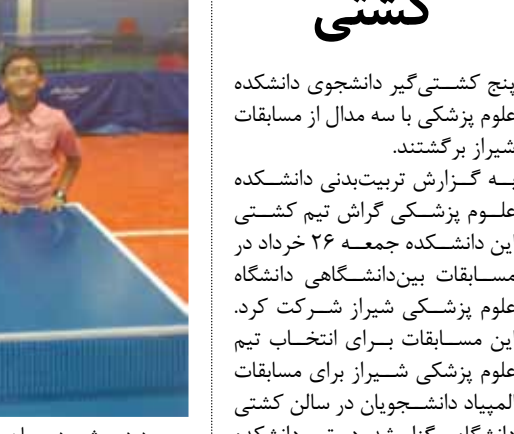 کشتی
پنج کشتی‌گیر دانشجوی دانشکده
علوم پزشکی با سه مدال از مسابقات
شیراز برگشتند.
به گزارش تربیت‌بدنی دانشکده
علوم پزشکی گراش تیم کشتی
این دانشکده جمعه ۲۶ خرداد در
مسابقات بین‌دانشگاهی دانشگاه
علوم پزشکی شیراز شرکت کرد.
این مسابقات برای انتخاب تیم
علوم پزشکی شیراز برای مسابقات
المپیاد دانشجویان در سالن کشتی